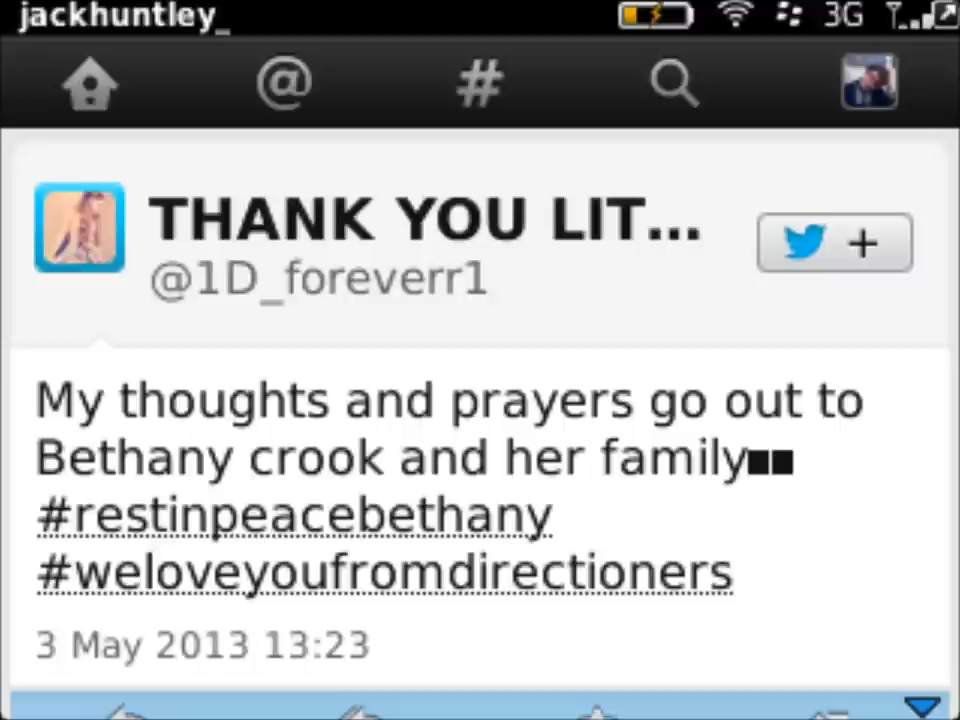 jackhuntley_ 3G
@ #
THANK YOU LIT...
@1D_foreverr1
+
My thoughts and prayers go out to
Bethany crook and her family
#restinpeacebethany
#weloveyoufromdirectioners
3 May 2013 13:23